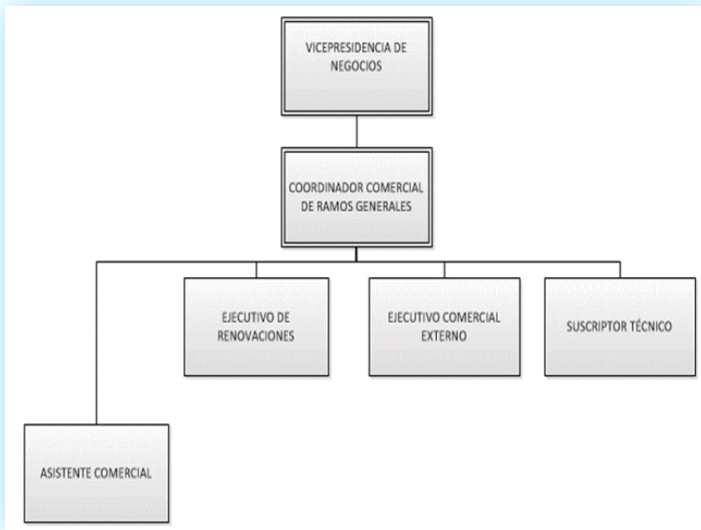 VICEPRESIDENCIA DE
NEGOCIOS
COORDINADOR COMERCIAL
DE RAMOS GENERALES
EJECUTIVO DE
RENOVACIONES
EJECUTIVO COMERCIAL
EXTERNO
SUSCRIPTOR TÉCNICO
ASISTENTE COMERCIAL